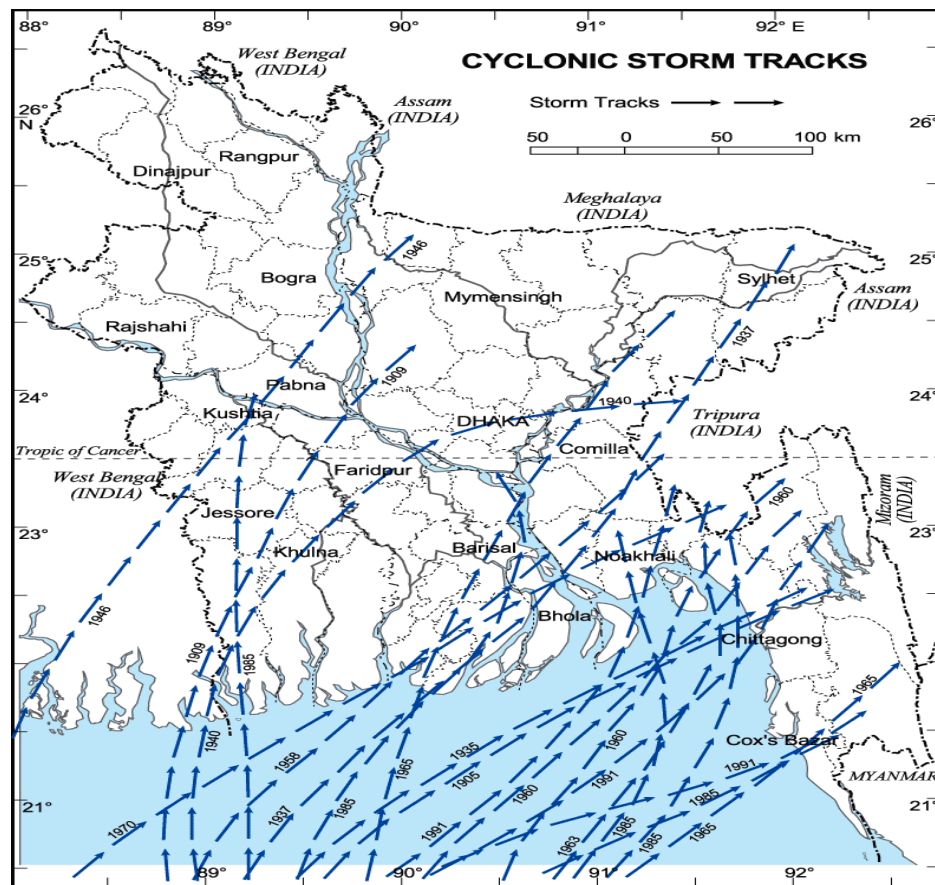 88°
89°
90°
91°
92° E
West Bengal
(INDIA)
CYCLONIC STORM TRACKS
Assam
(INDIA)
Storm Tracks
26°
N
26°
50 0 50 100 km
Rangpur
Dinajpur
Meghalaya
(INDIA)
1946
25°
25°
Bogra
Sylhet
Mymensingh
Assam
(INDIA)
Rajshahi
1937
1909
Pabna
24°
24°
1940
Kushtia
DHAKA
Tripura
(INDIA)
Tropic of Cancer
Comilla
West Bengal
(INDIA)
Faridpur
1960
Mizoram
(INDIA)
Jessore
23°
23°
Khulna
Barisal
Noakhali
1946
Bhola
Chittagong
1909
1985
1965
1940
1935
1960
Cox's Bazar
1958
1965
1991
MYANMAR
1905
1991
21°
21°
1960
1985
1937
1985
1970
1991
1985
1965
1963
1985
89°
90°
91°
92°